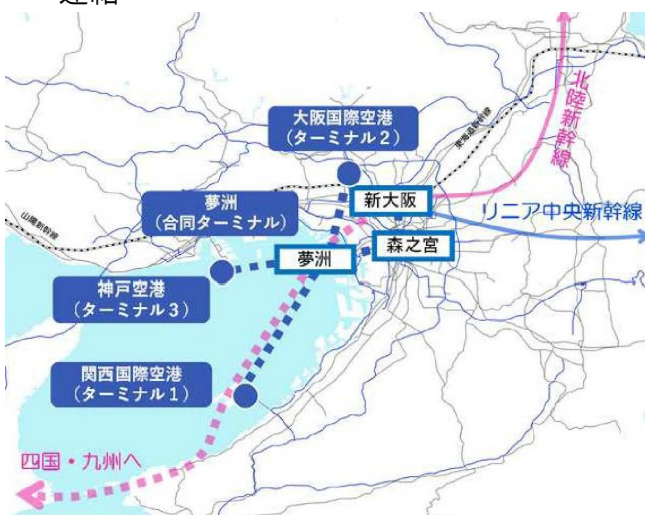 連絡
大阪国際空港
(ターミナル2)
北陸新幹線
東海道新幹線
夢洲
(合同ターミナル)
新大阪
リニア中央新幹線
山陽新幹線
森之宮
夢洲
神戸空港
(ターミナル3)
関西国際空港
(ターミナル1)
四国・九州へ